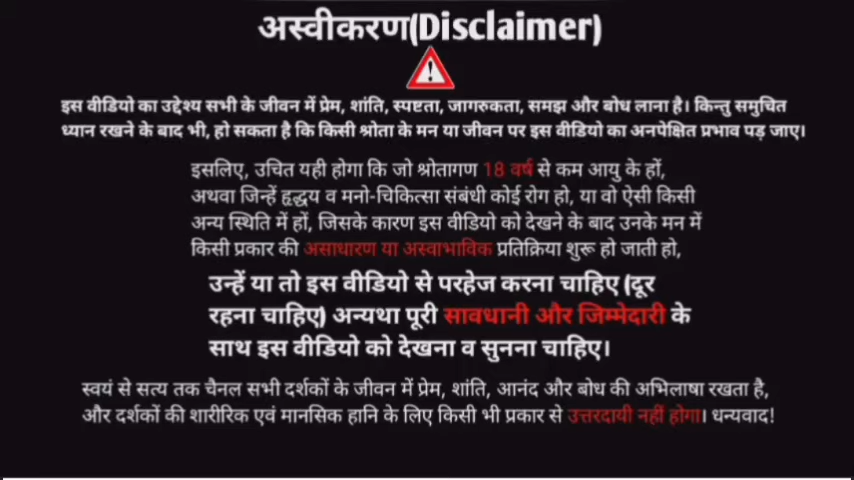 अस्वीकरण(Disclaimer)
इस वीडियो का उद्देश्य सभी के जीवन में प्रेम, शांति, स्पष्टता, जागरुकता, समझ और बोध लाना है। किन्तु समुचित
ध्यान रखने के बाद भी, हो सकता है कि किसी श्रोता के मन या जीवन पर इस वीडियो का अनपेक्षित प्रभाव पड़ जाए।
इसलिए, उचित यही होगा कि जो श्रोतागण 18 वर्ष से कम आयु के हों,
अथवा जिन्हें हृद्धय व मनो-चिकित्सा संबंधी कोई रोग हो, या वो ऐसी किसी
अन्य स्थिति में हों, जिसके कारण इस वीडियो को देखने के बाद उनके मन में
किसी प्रकार की असाधारण या अस्वाभाविक प्रतिक्रिया शुरू हो जाती हो,
उन्हें या तो इस वीडियो से परहेज करना चाहिए (दूर
रहना चाहिए) अन्यथा पूरी सावधानी और जिम्मेदारी के
साथ इस वीडियो को देखना व सुनना चाहिए।
स्वयं से सत्य तक चैनल सभी दर्शकों के जीवन में प्रेम, शांति, आनंद और बोध की अभिलाषा रखता है,
और दर्शकों की शारीरिक एवं मानसिक हानि के लिए किसी भी प्रकार से उत्तरदायी नहीं होगा। धन्यवाद!